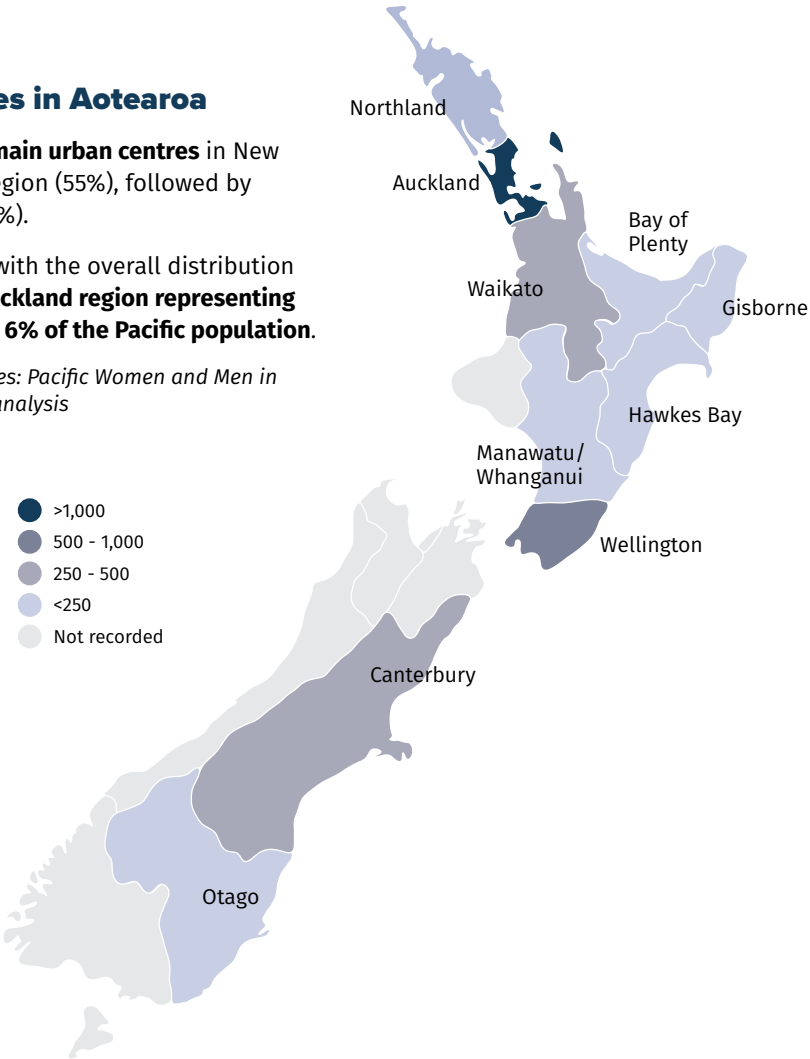 es in Aotearoa
main urban centres in New
egion (55%), followed by
%).
with the overall distribution
ckland region representing
6% of the Pacific population.
es: Pacific Women and Men in
analysis
>1,000
500 - 1,000
250 - 500
<250
Not recorded
Northland
Auckland
Bay of
Plenty
Waikato
Gisborne
Hawkes Bay
Manawatu/
Whanganui
Wellington
Canterbury
Otago